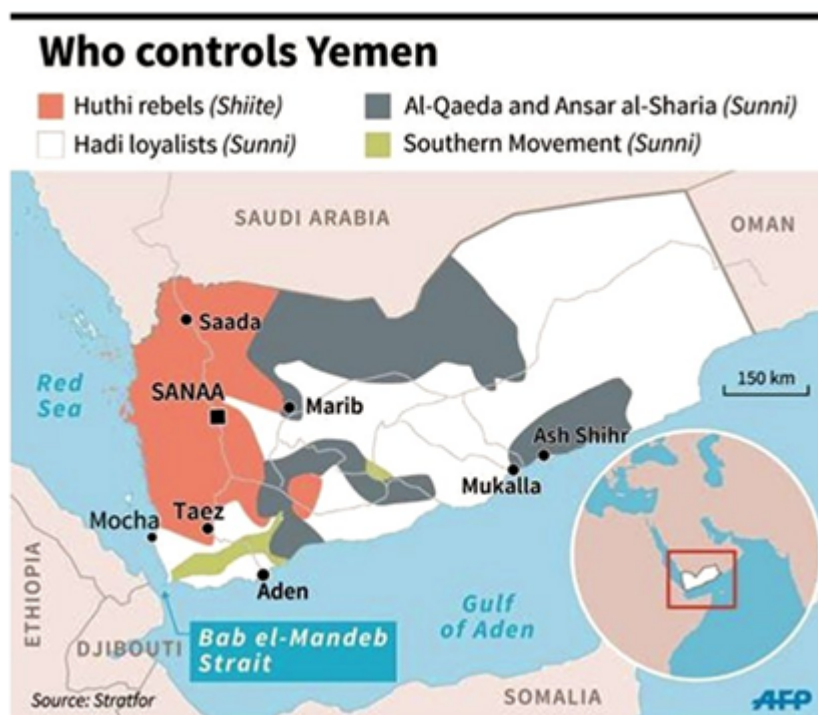 Who controls Yemen
Huthi rebels (Shiite)
Al-Qaeda and Ansar al-Sharia (Sunni)
Hadi loyalists (Sunni)
Southern Movement (Sunni)
SAUDI ARABIA
OMAN
Saada
Red
Sea
SANAA
Marib
150 km
Ash Shihr
Mukalla
Mocha
Taez
Aden
ETHIOPIA
Gulf
of Aden
DJIBOUTI
Bab el-Mandeb
Strait
SOMALIA
Source: Stratfor
AFP